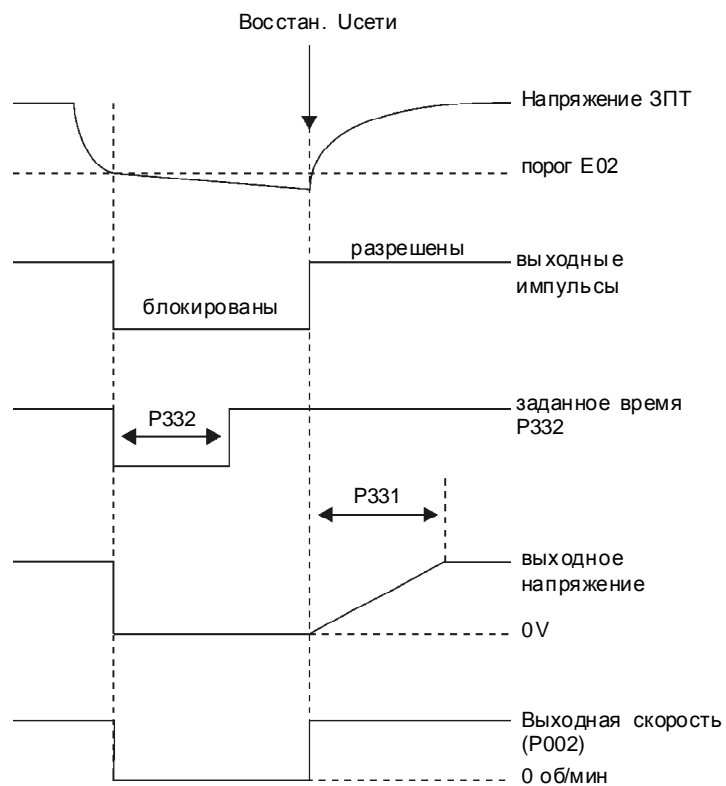 Восстан. Uсети
Напряжение ЗПТ
порог E02
разрешены
выходные
импульсы
блокированы
заданное время
P332
P332
P331
выходное
напряжение
0V
Выходная скорость
(P002)
0 об/мин